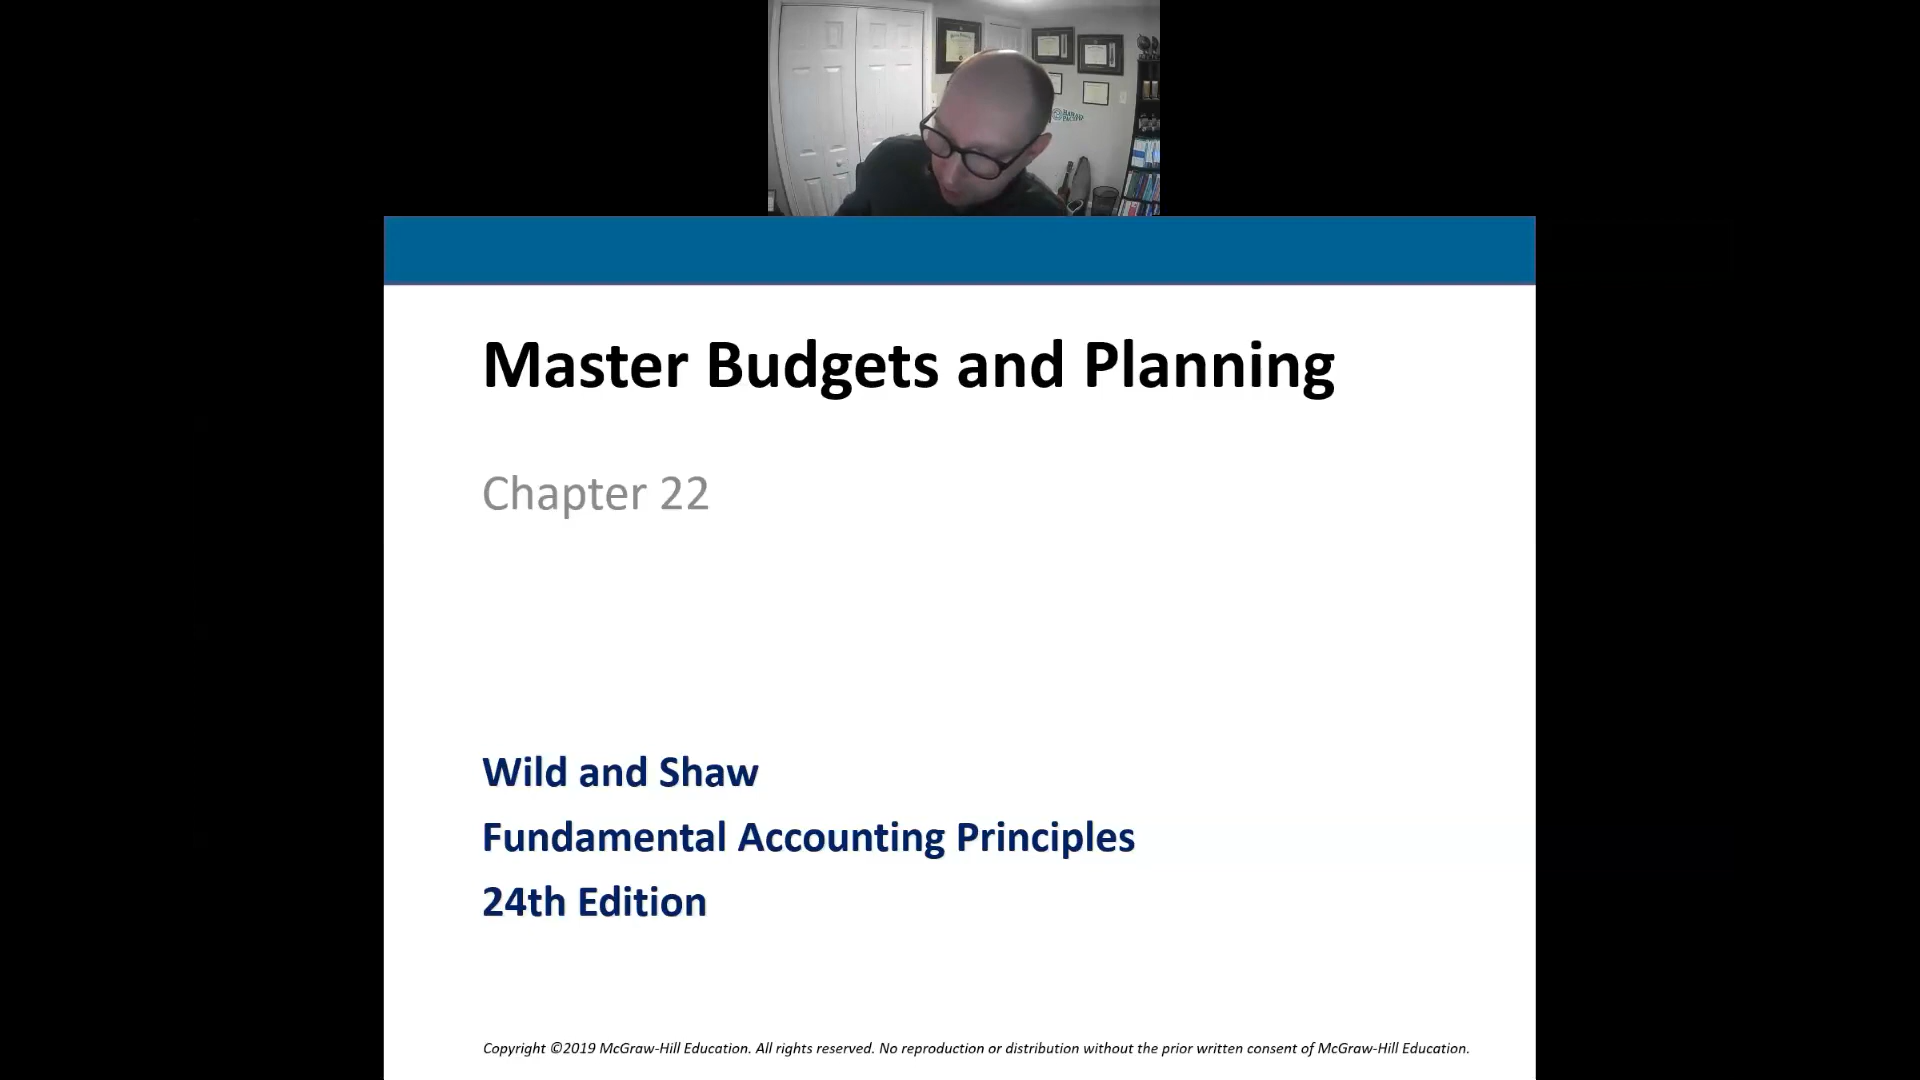 Master Budgets and Planning
Chapter 22
Wild and Shaw
Fundamental Accounting Principles
24th Edition
Copyright ©2019 McGraw-Hill Education. All rights reserved. No reproduction or distribution without the prior written consent of McGraw-Hill Education.